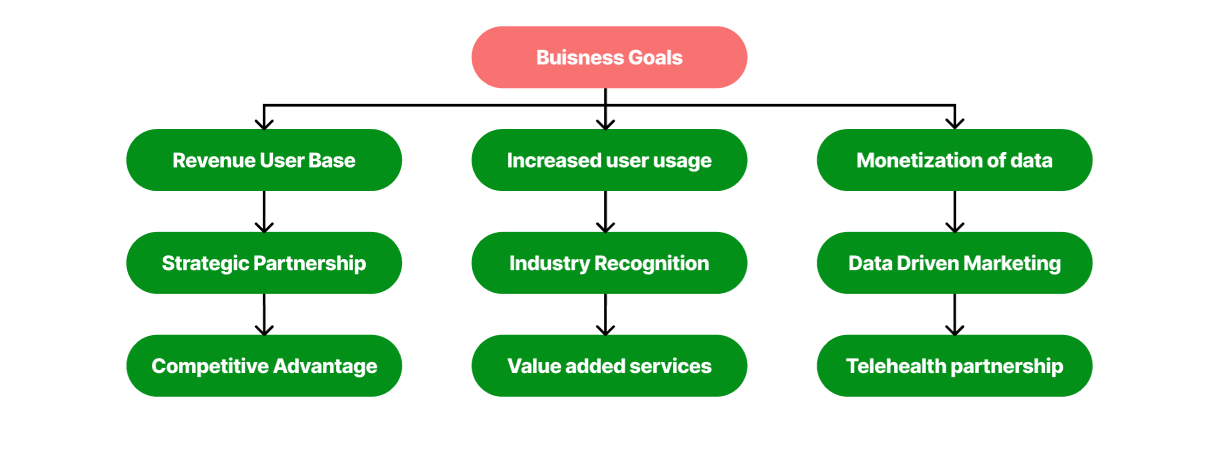 Buisness Goals
Revenue User Base
Increased user usage
Monetization of data
Strategic Partnership
Industry Recognition
Data Driven Marketing
Competitive Advantage
Value added services
Telehealth partnership